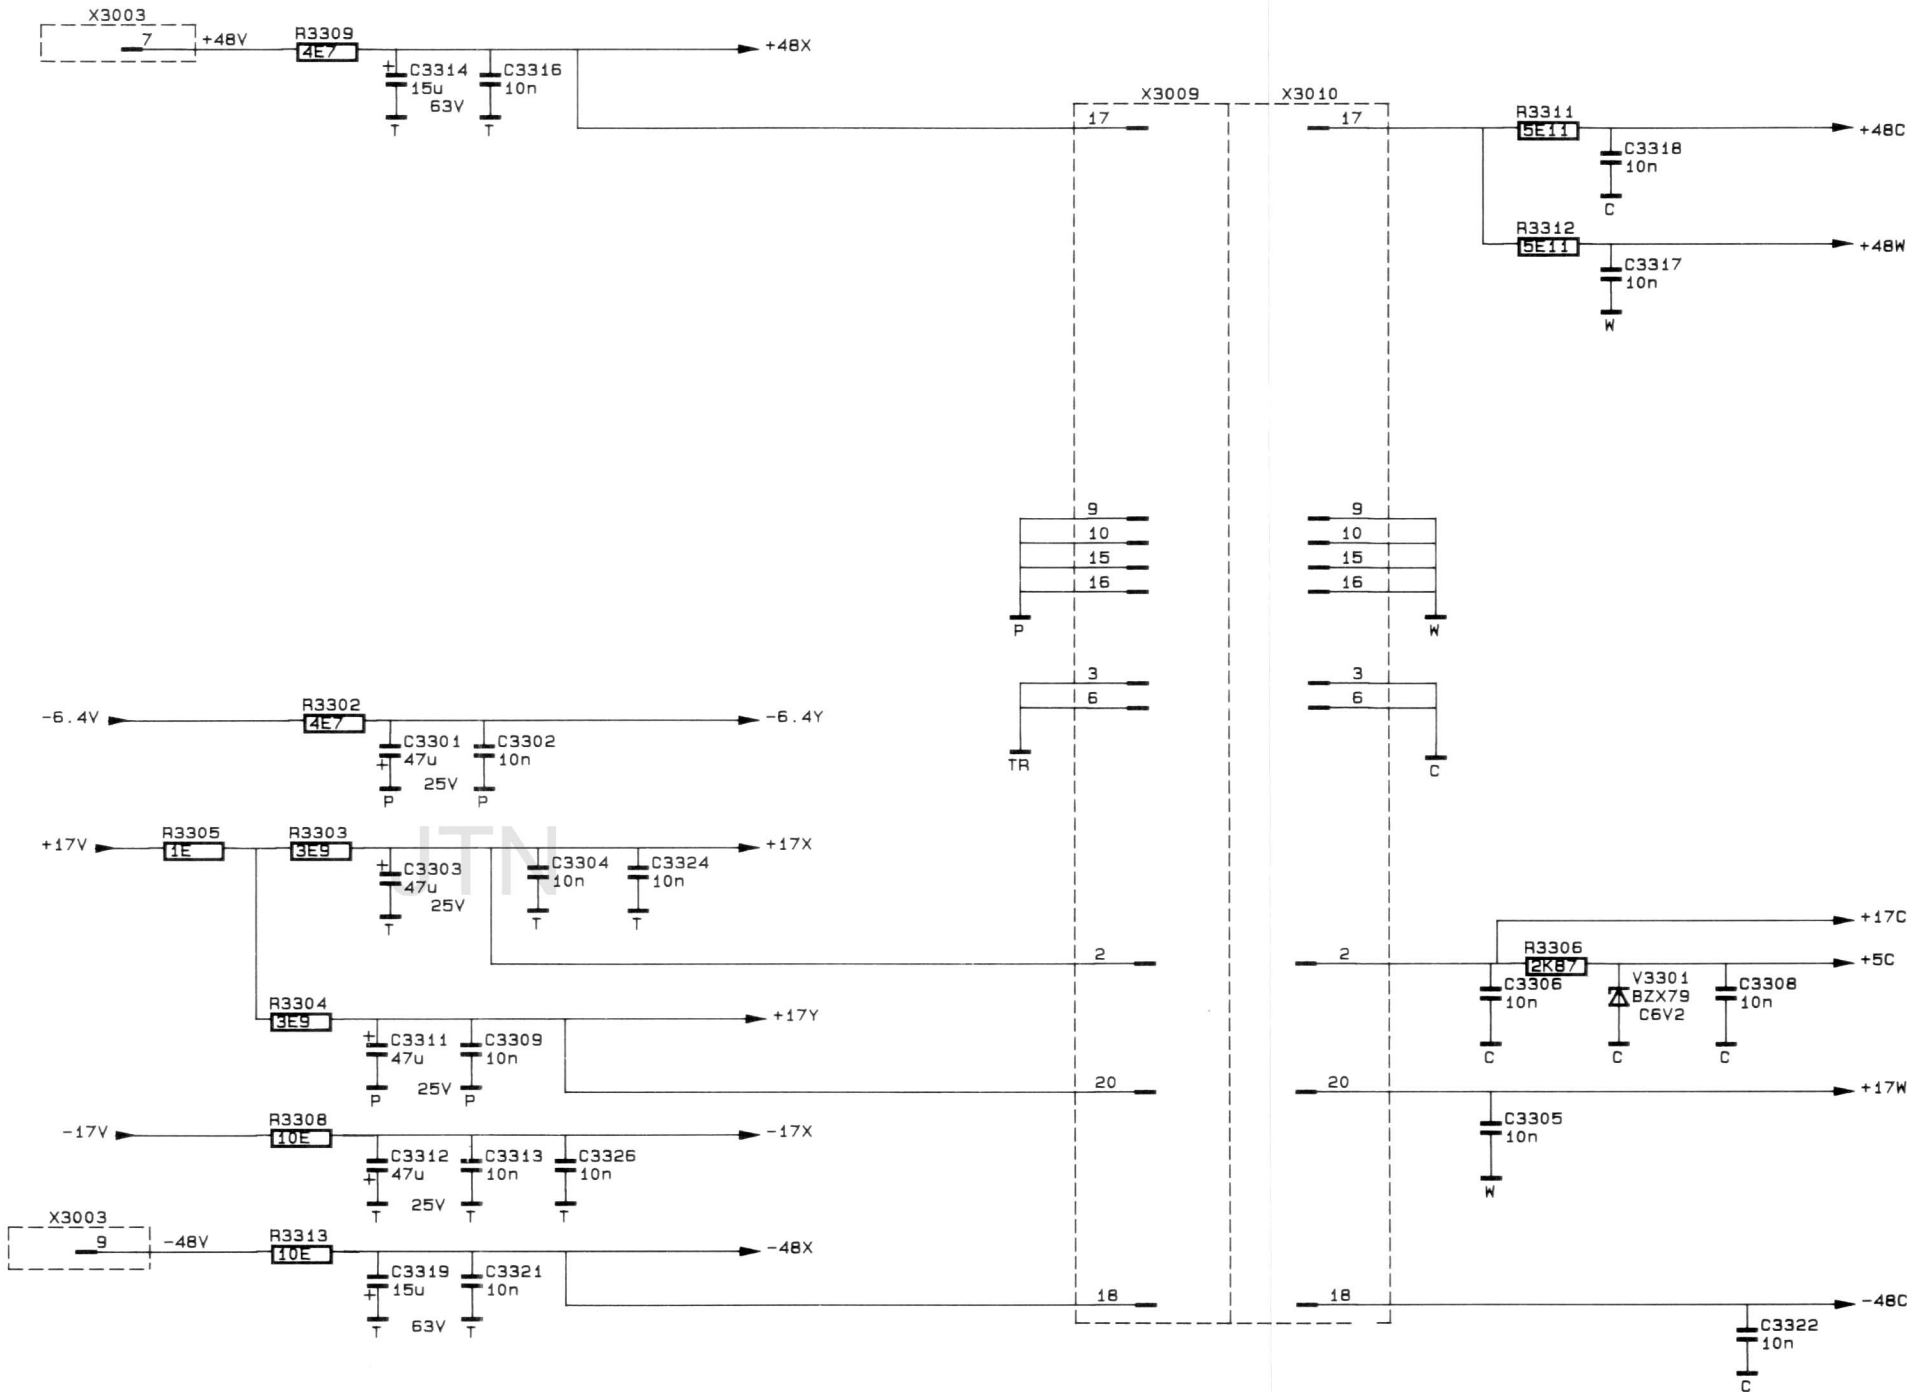 X3003
7
+48V
R3309
4E7
+48X
+ C3314
15u
63V
C3316
10n
T
T
X3009
X3010
17
17
R3311
5E11
+48C
C3318
10n
C
R3312
5E11
+48W
C3317
10n
W
9
10
15
16
P
9
10
15
16
W
3
6
TR
3
6
C
-6.4V
R3302
4E7
-6.4Y
C3301
47u
+
25V
C3302
10n
P
P
+17V
R3305
1E
R3303
3E9
+17X
+ C3303
47u
25V
C3304
10n
C3324
10n
T
T
T
JTN
2
2
+17C
R3306
2K87
+5C
C3306
10n
V3301
BZX79
C6V2
C3308
10n
C
C
C
R3304
3E9
+17Y
+ C3311
47u
25V
C3309
10n
P
P
20
20
+17W
C3305
10n
W
-17V
R3308
10E
-17X
C3312
47u
+
25V
C3313
10n
C3326
10n
T
T
T
X3003
9
-48V
R3313
10E
-48X
C3319
15u
+
63V
C3321
10n
T
T
18
18
-48C
C3322
10n
C